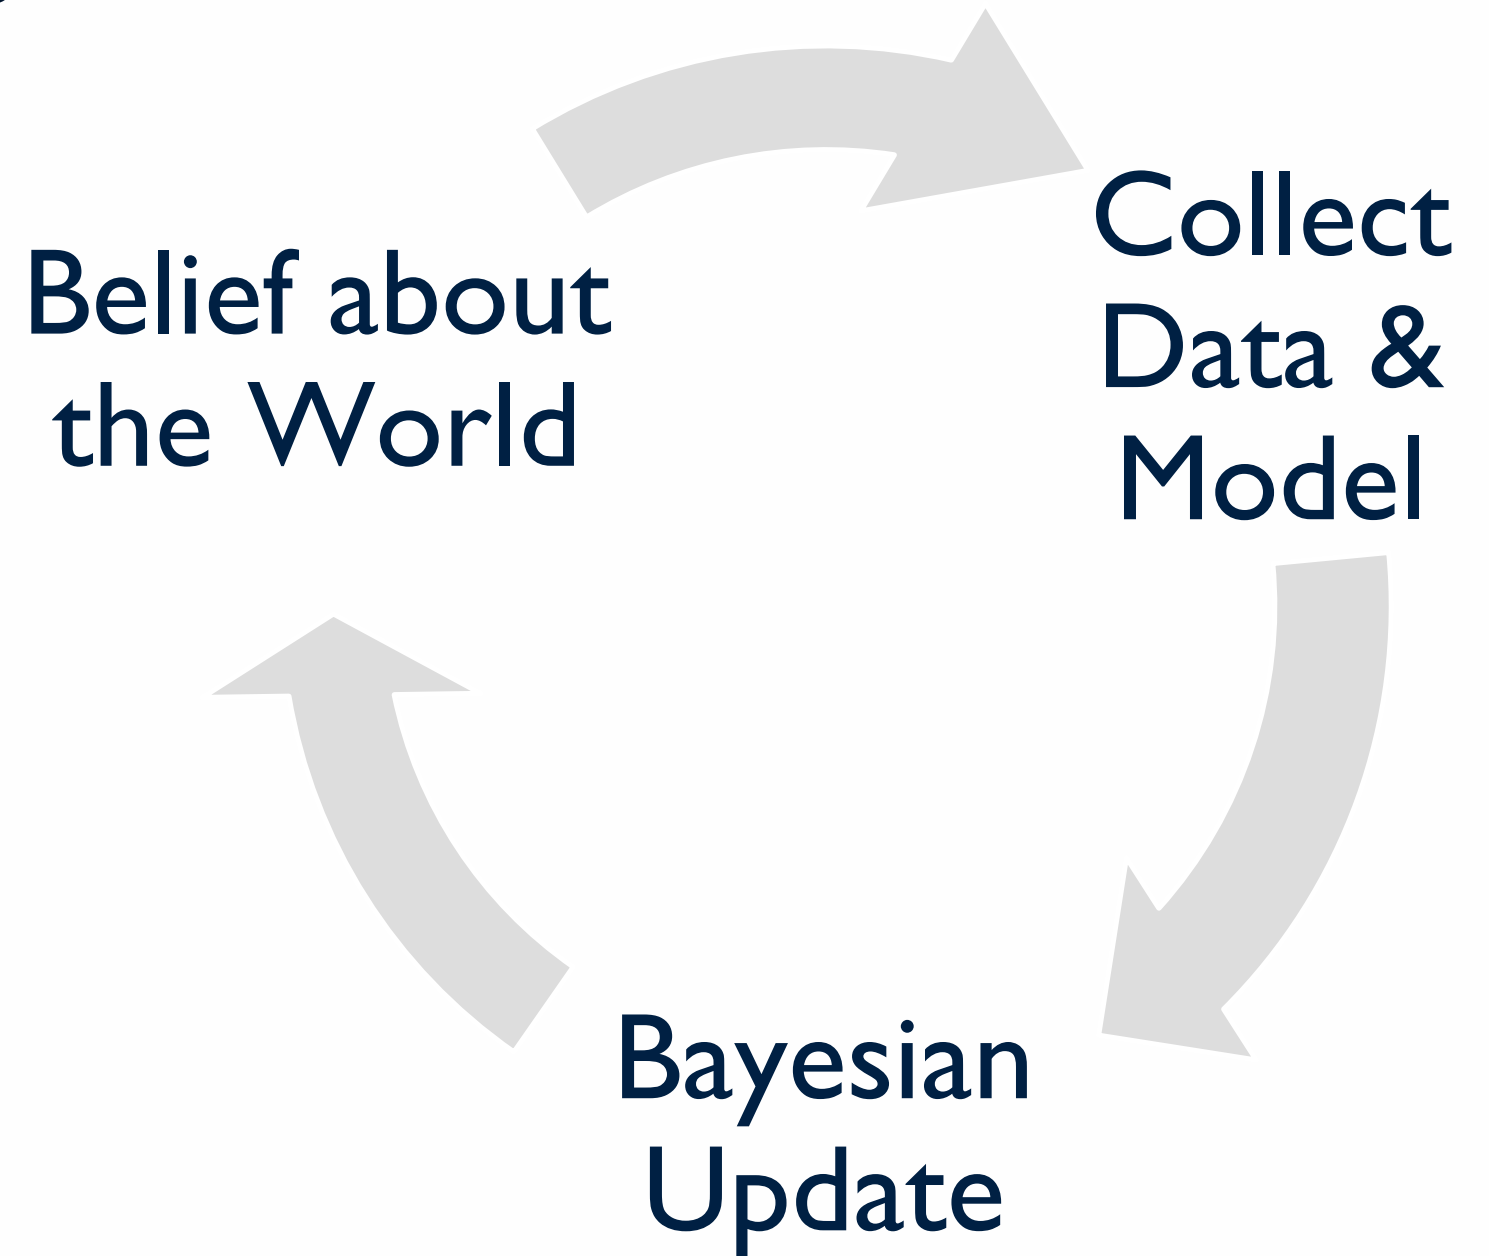 Belief about
the World
Collect
Data &
Model
Bayesian
Update